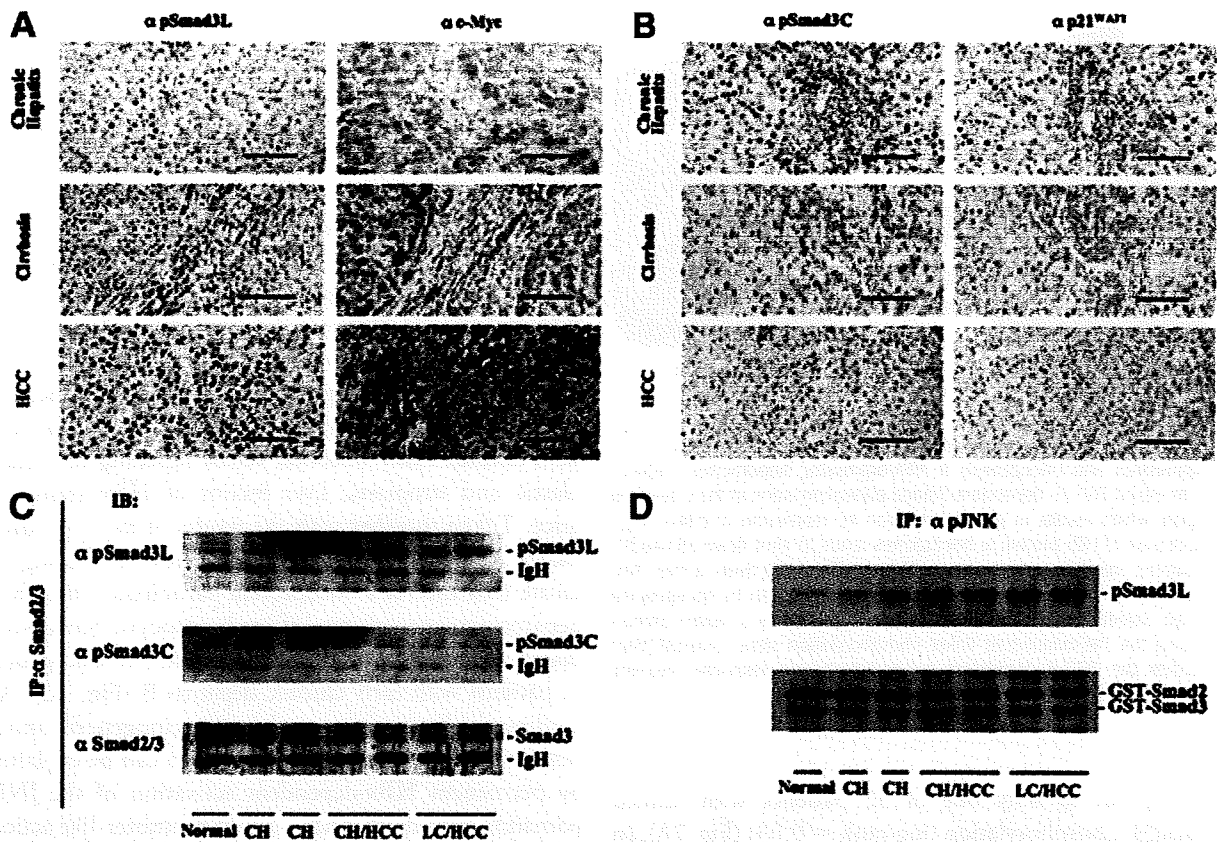 A
α pSmad3L
α c-Myc
Chronic
Hepatits
Cirrhosis
HCC
B
α pSmad3C
α p21WAF1
Chronic
Hepatits
Cirrhosis
HCC
C
IB:
IP:α Smad2/3
α pSmad3L
- pSmad3L
- IgH
α pSmad3C
- pSmad3C
- IgH
α Smad2/3
- Smad3
- IgH
Normal CH CH CH/HCC LC/HCC
D
IP: α pJNK
- pSmad3L
- GST-Smad2
- GST-Smad3
Normal CH CH CH/HCC LC/HCC